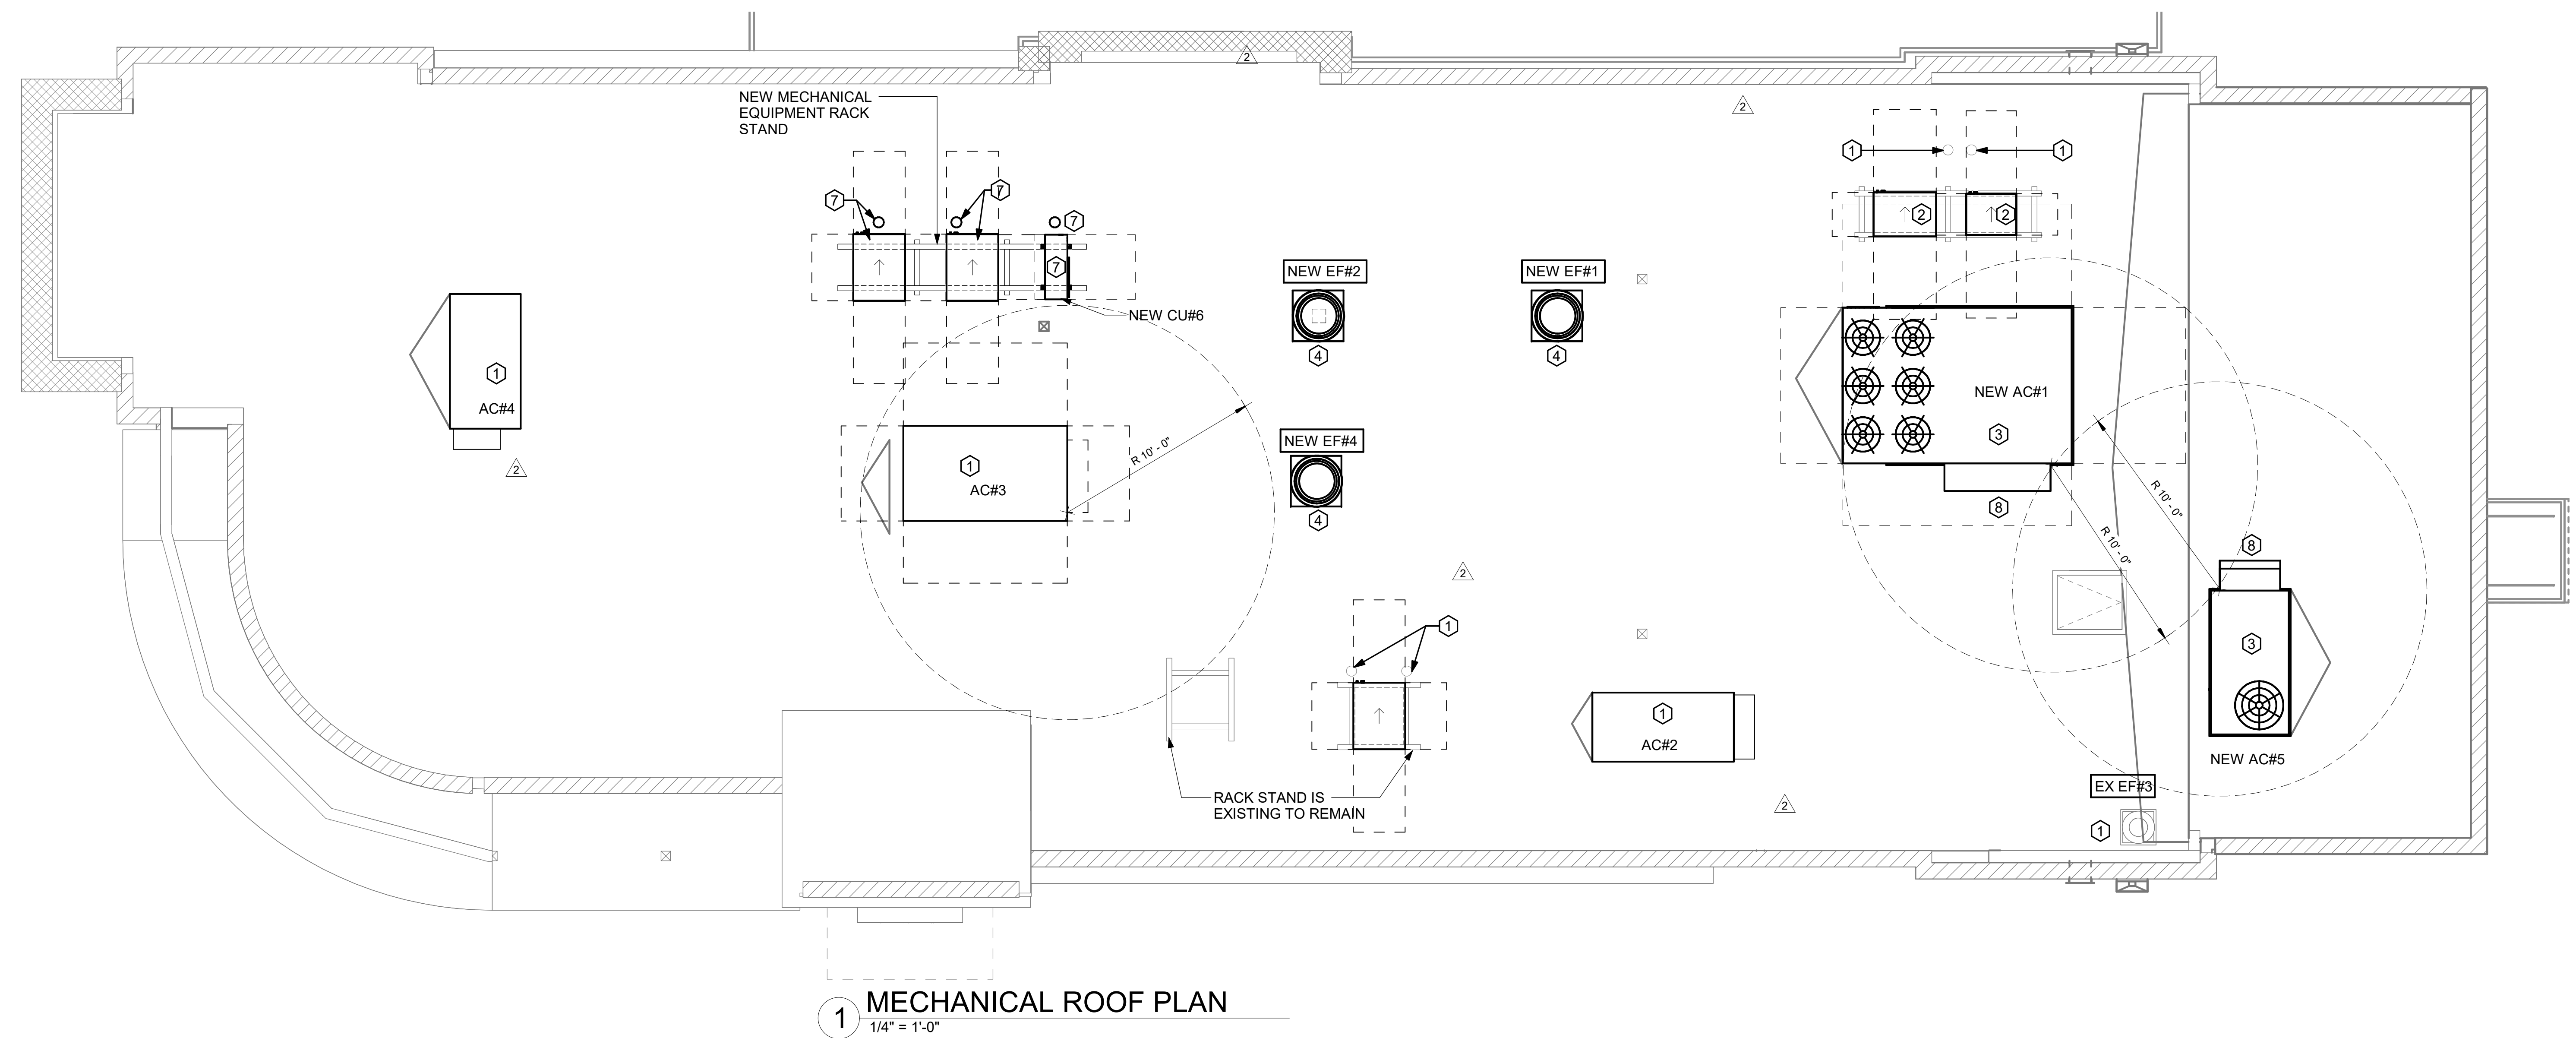 2
2
NEW MECHANICAL
EQUIPMENT RACK
STAND
1
1
7
7
7
2
2
7
NEW EF#2
NEW EF#1
NEW CU#6
4
4
1
AC#4
NEW AC#1
3
NEW EF#4
R 10' - 0"
1
AC#3
2
4
8
R 10' - 0"
R 10' - 0"
8
2
1
3
1
AC#2
NEW AC#5
EX EF#3
RACK STAND IS
EXISTING TO REMAIN
2
1
1
MECHANICAL ROOF PLAN
1/4" = 1'-0"